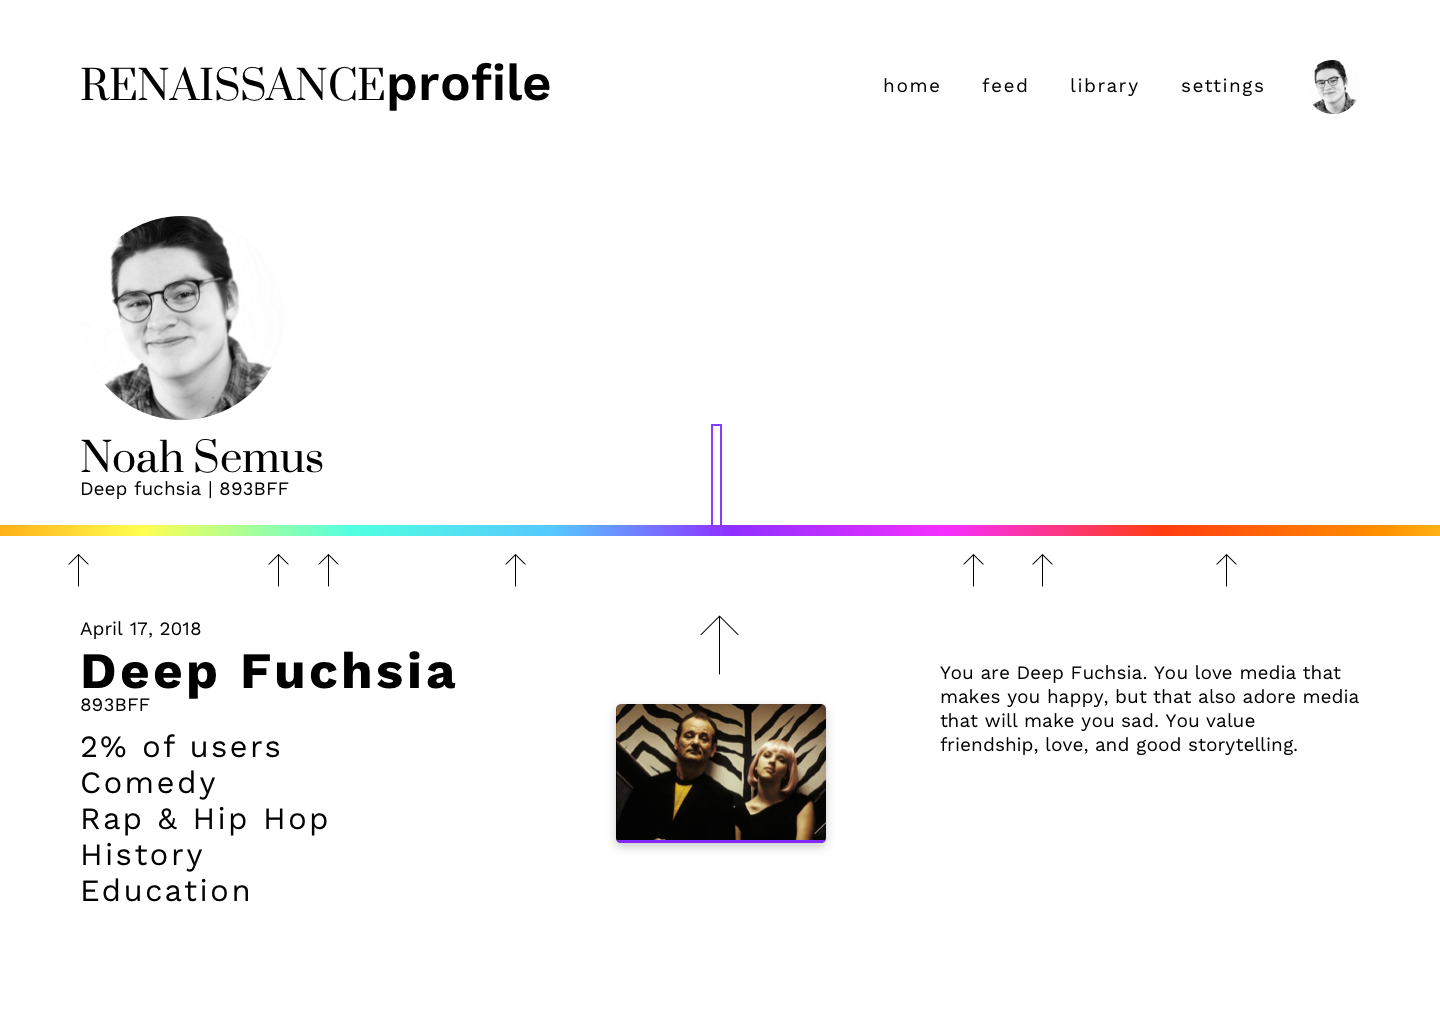 RENAISSANCEprofile
home feed library settings
Noah Semus
Deep fuchsia | 893BFF
April 17, 2018
Deep Fuchsia
893BFF
2% of users
Comedy
Rap & Hip Hop
History
Education
You are Deep Fuchsia. You love media that
makes you happy, but that also adore media
that will make you sad. You value
friendship, love, and good storytelling.